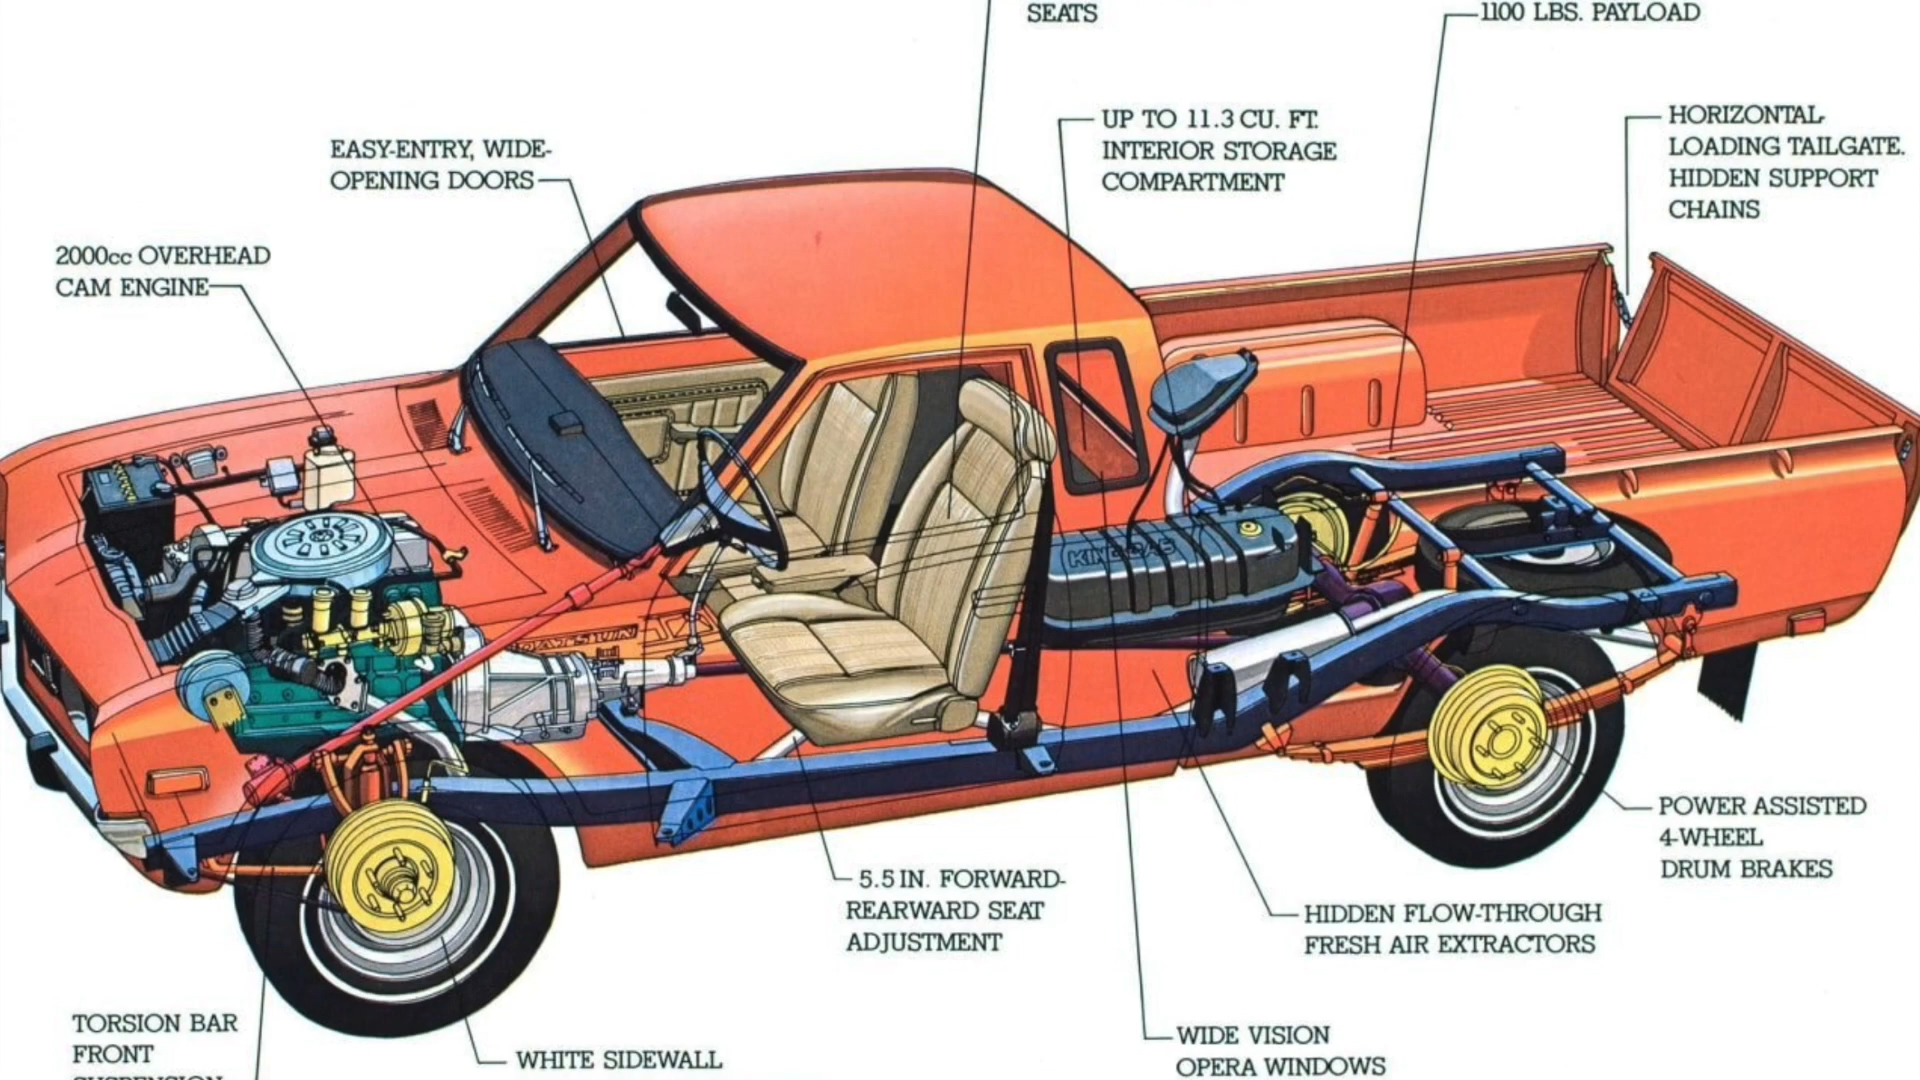 SEATS
1100 LBS. PAYLOAD
UP TO 11.3 CU. FT.
INTERIOR STORAGE
COMPARTMENT
HORIZONTAL-
LOADING TAILGATE.
HIDDEN SUPPORT
CHAINS
EASY-ENTRY, WIDE-
OPENING DOORS
2000cc OVERHEAD
CAM ENGINE
DATSUN
POWER ASSISTED
4-WHEEL
DRUM BRAKES
5.5 IN. FORWARD-
REARWARD SEAT
ADJUSTMENT
HIDDEN FLOW-THROUGH
FRESH AIR EXTRACTORS
TORSION BAR
FRONT
SUSPENSION
WHITE SIDEWALL
WIDE VISION
OPERA WINDOWS